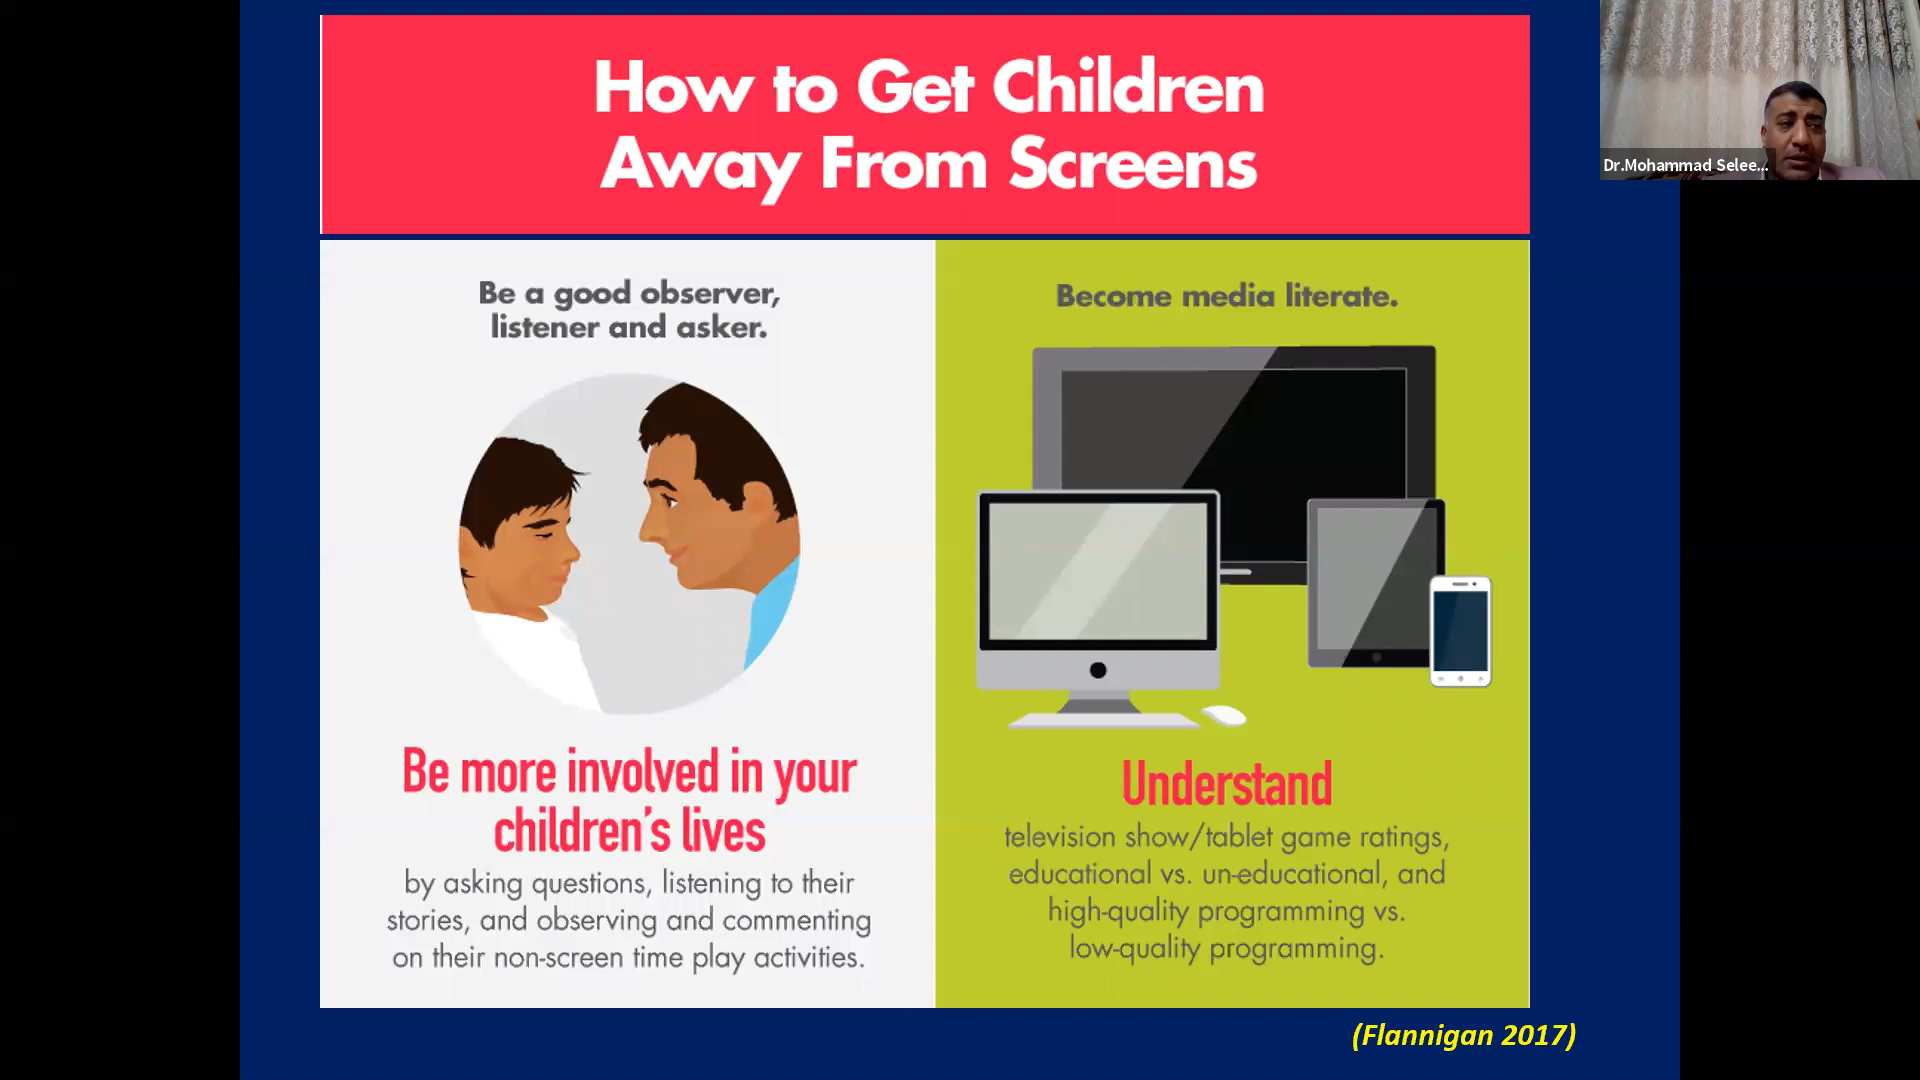 How to Get Children
Away From Screens
Dr.Mohammad Selee...
Be a good observer,
listener and asker.
Be more involved in your
children's lives
by asking questions, listening to their
stories, and observing and commenting
on their non-screen time play activities.
Become media literate.
Understand
television show/tablet game ratings,
educational vs. un-educational, and
high-quality programming vs.
low-quality programming.
(Flannigan 2017)